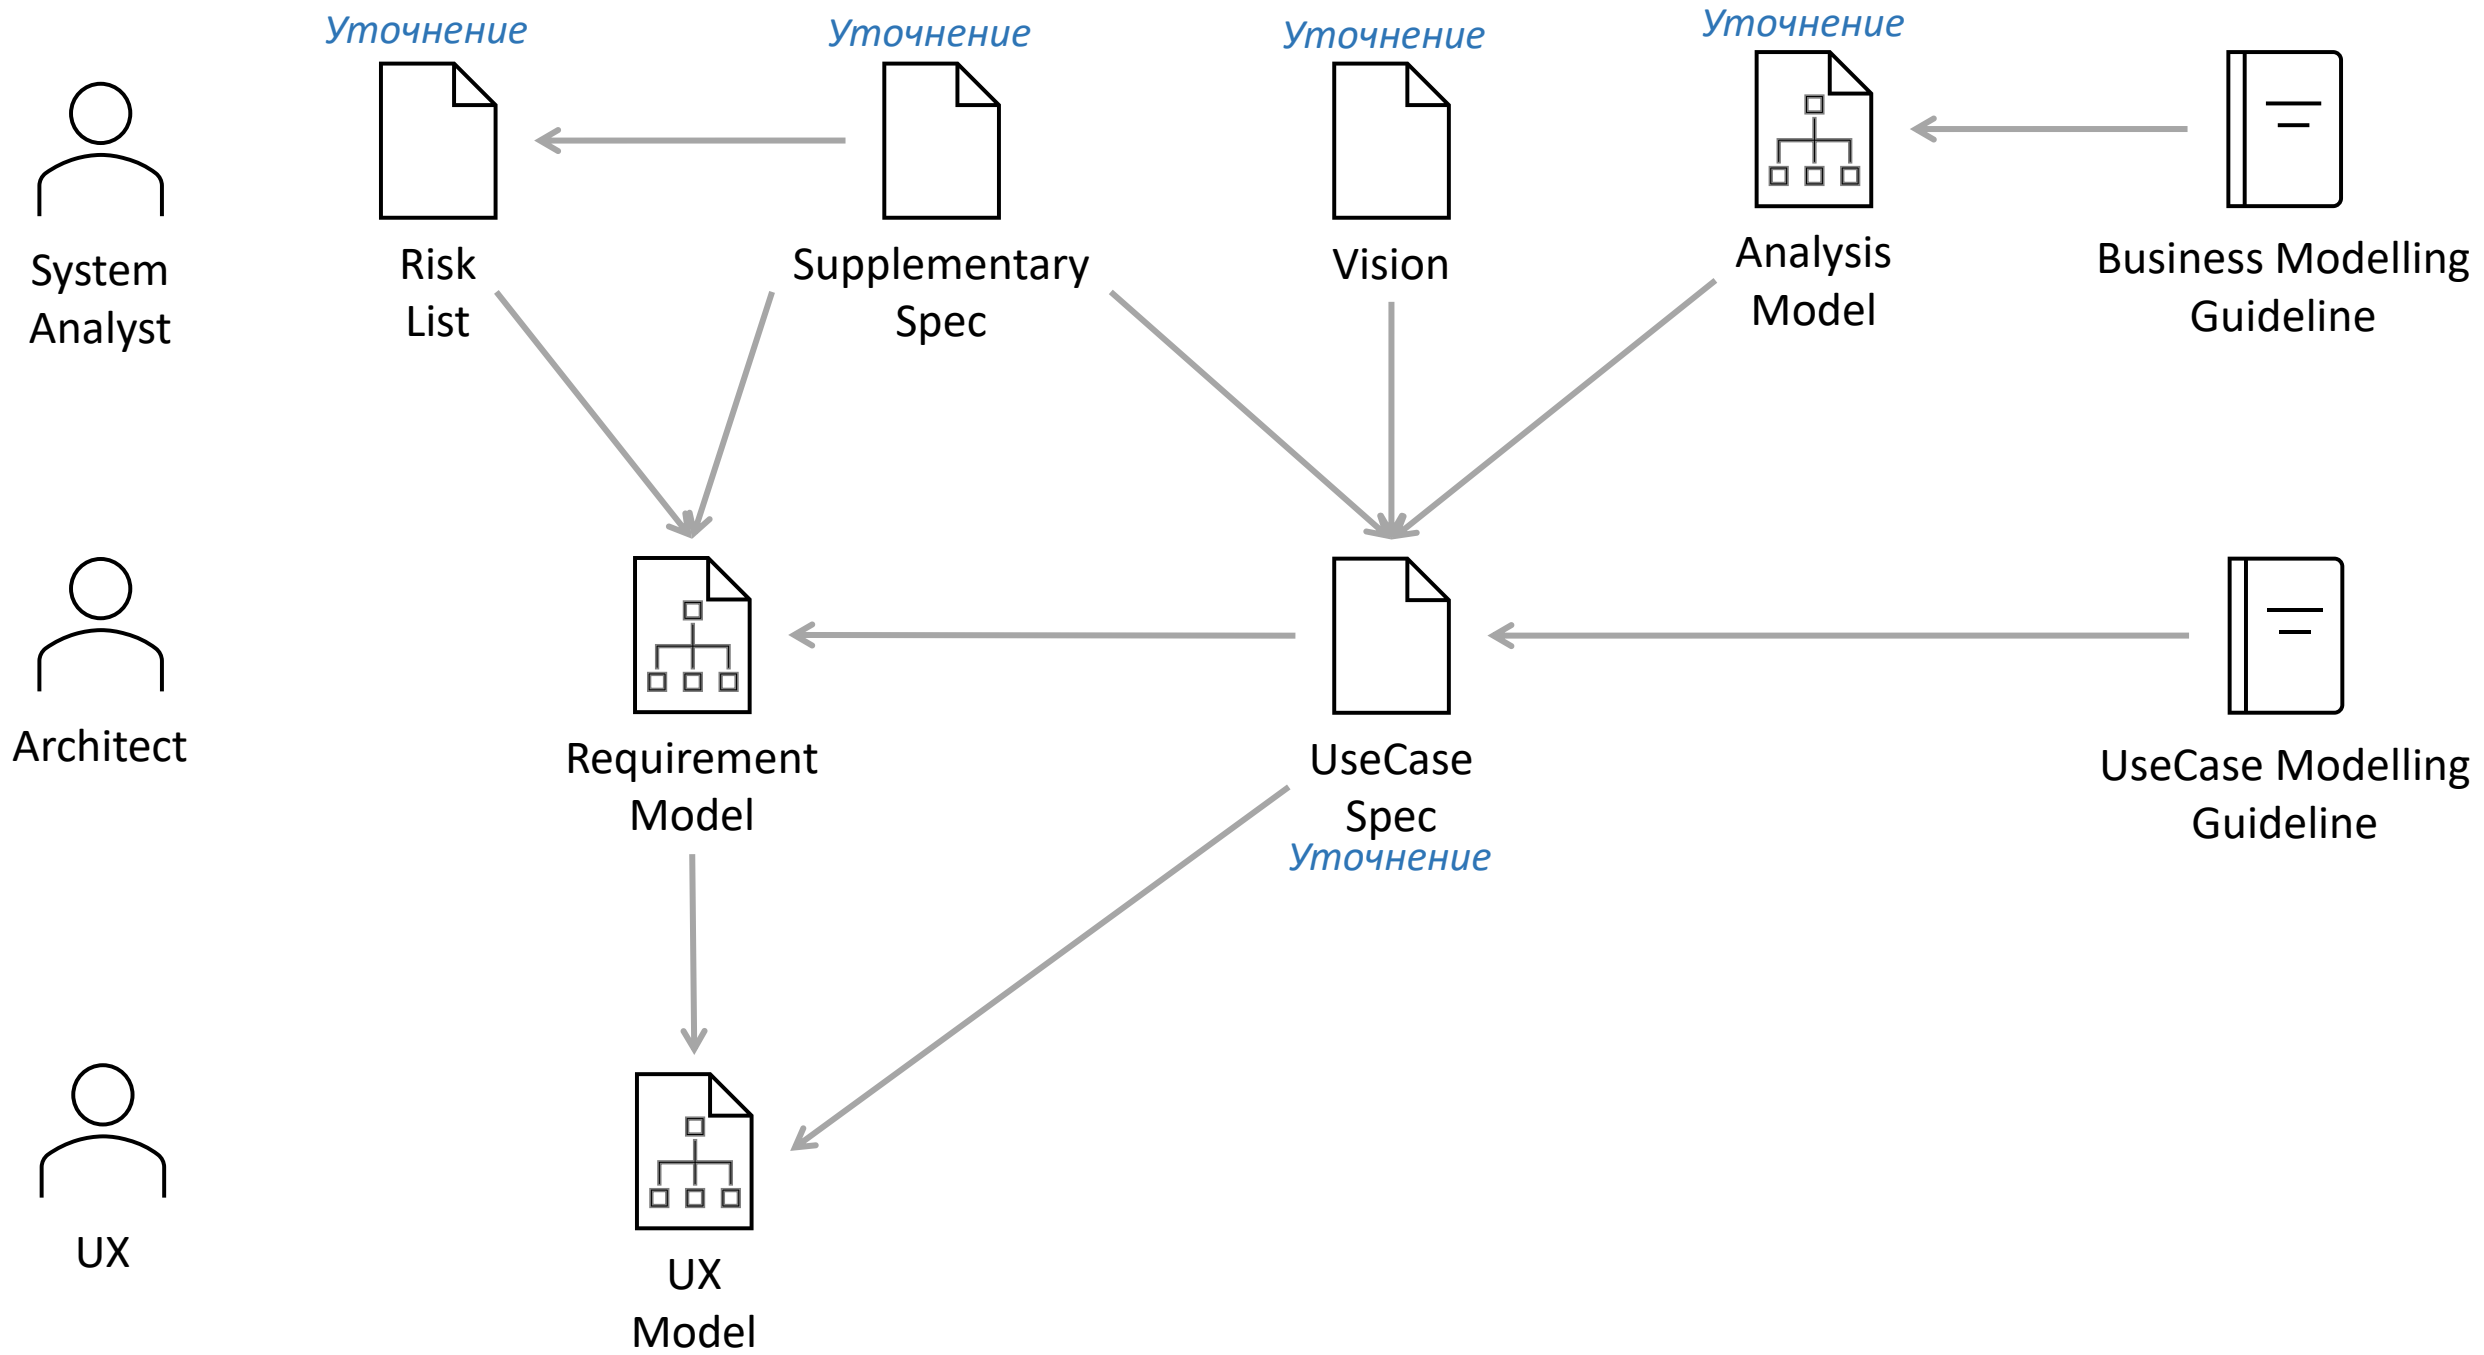 Уточнение
Уточнение
Уточнение
Уточнение
System
Analyst
Risk
List
Supplementary
Spec
Vision
Analysis
Model
Business Modelling
Guideline
Architect
Requirement
Model
UseCase
Spec
Уточнение
UseCase Modelling
Guideline
UX
UX
Model